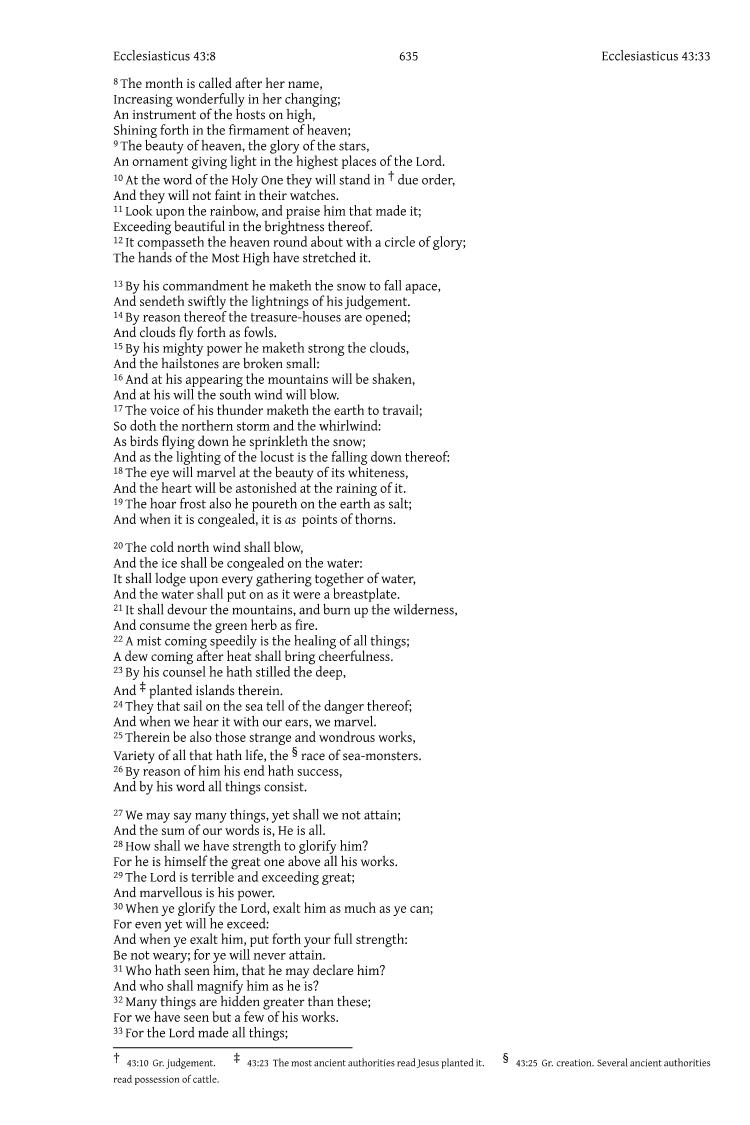 Ecclesiasticus 43:8 635 Ecclesiasticus 43:33
8 The month is called after her name,
Increasing wonderfully in her changing;
An instrument of the hosts on high,
Shining forth in the firmament of heaven;
9 The beauty of heaven, the glory of the stars,
An ornament giving light in the highest places of the Lord.
10 At the word of the Holy One they will stand in † due order,
And they will not faint in their watches.
11 Look upon the rainbow, and praise him that made it;
Exceeding beautiful in the brightness thereof.
12 It compasseth the heaven round about with a circle of glory;
The hands of the Most High have stretched it.
13 By his commandment he maketh the snow to fall apace,
And sendeth swiftly the lightnings of his judgement.
14 By reason thereof the treasure-houses are opened;
And clouds fly forth as fowls.
15 By his mighty power he maketh strong the clouds,
And the hailstones are broken small:
16 And at his appearing the mountains will be shaken,
And at his will the south wind will blow.
17 The voice of his thunder maketh the earth to travail;
So doth the northern storm and the whirlwind:
As birds flying down he sprinkleth the snow;
And as the lighting of the locust is the falling down thereof:
18 The eye will marvel at the beauty of its whiteness,
And the heart will be astonished at the raining of it.
19 The hoar frost also he poureth on the earth as salt;
And when it is congealed, it is as points of thorns.
20 The cold north wind shall blow,
And the ice shall be congealed on the water:
It shall lodge upon every gathering together of water,
And the water shall put on as it were a breastplate.
21 It shall devour the mountains, and burn up the wilderness,
And consume the green herb as fire.
22 A mist coming speedily is the healing of all things;
A dew coming after heat shall bring cheerfulness.
23 By his counsel he hath stilled the deep,
And ‡ planted islands therein.
24 They that sail on the sea tell of the danger thereof;
And when we hear it with our ears, we marvel.
25 Therein be also those strange and wondrous works,
Variety of all that hath life, the § race of sea-monsters.
26 By reason of him his end hath success,
And by his word all things consist.
27 We may say many things, yet shall we not attain;
And the sum of our words is, He is all.
28 How shall we have strength to glorify him?
For he is himself the great one above all his works.
29 The Lord is terrible and exceeding great;
And marvellous is his power.
30 When ye glorify the Lord, exalt him as much as ye can;
For even yet will he exceed:
And when ye exalt him, put forth your full strength:
Be not weary; for ye will never attain.
31 Who hath seen him, that he may declare him?
And who shall magnify him as he is?
32 Many things are hidden greater than these;
For we have seen but a few of his works.
33 For the Lord made all things;
† 43:10 Gr. judgement. ‡ 43:23 The most ancient authorities read Jesus planted it. § 43:25 Gr. creation. Several ancient authorities
read possession of cattle.